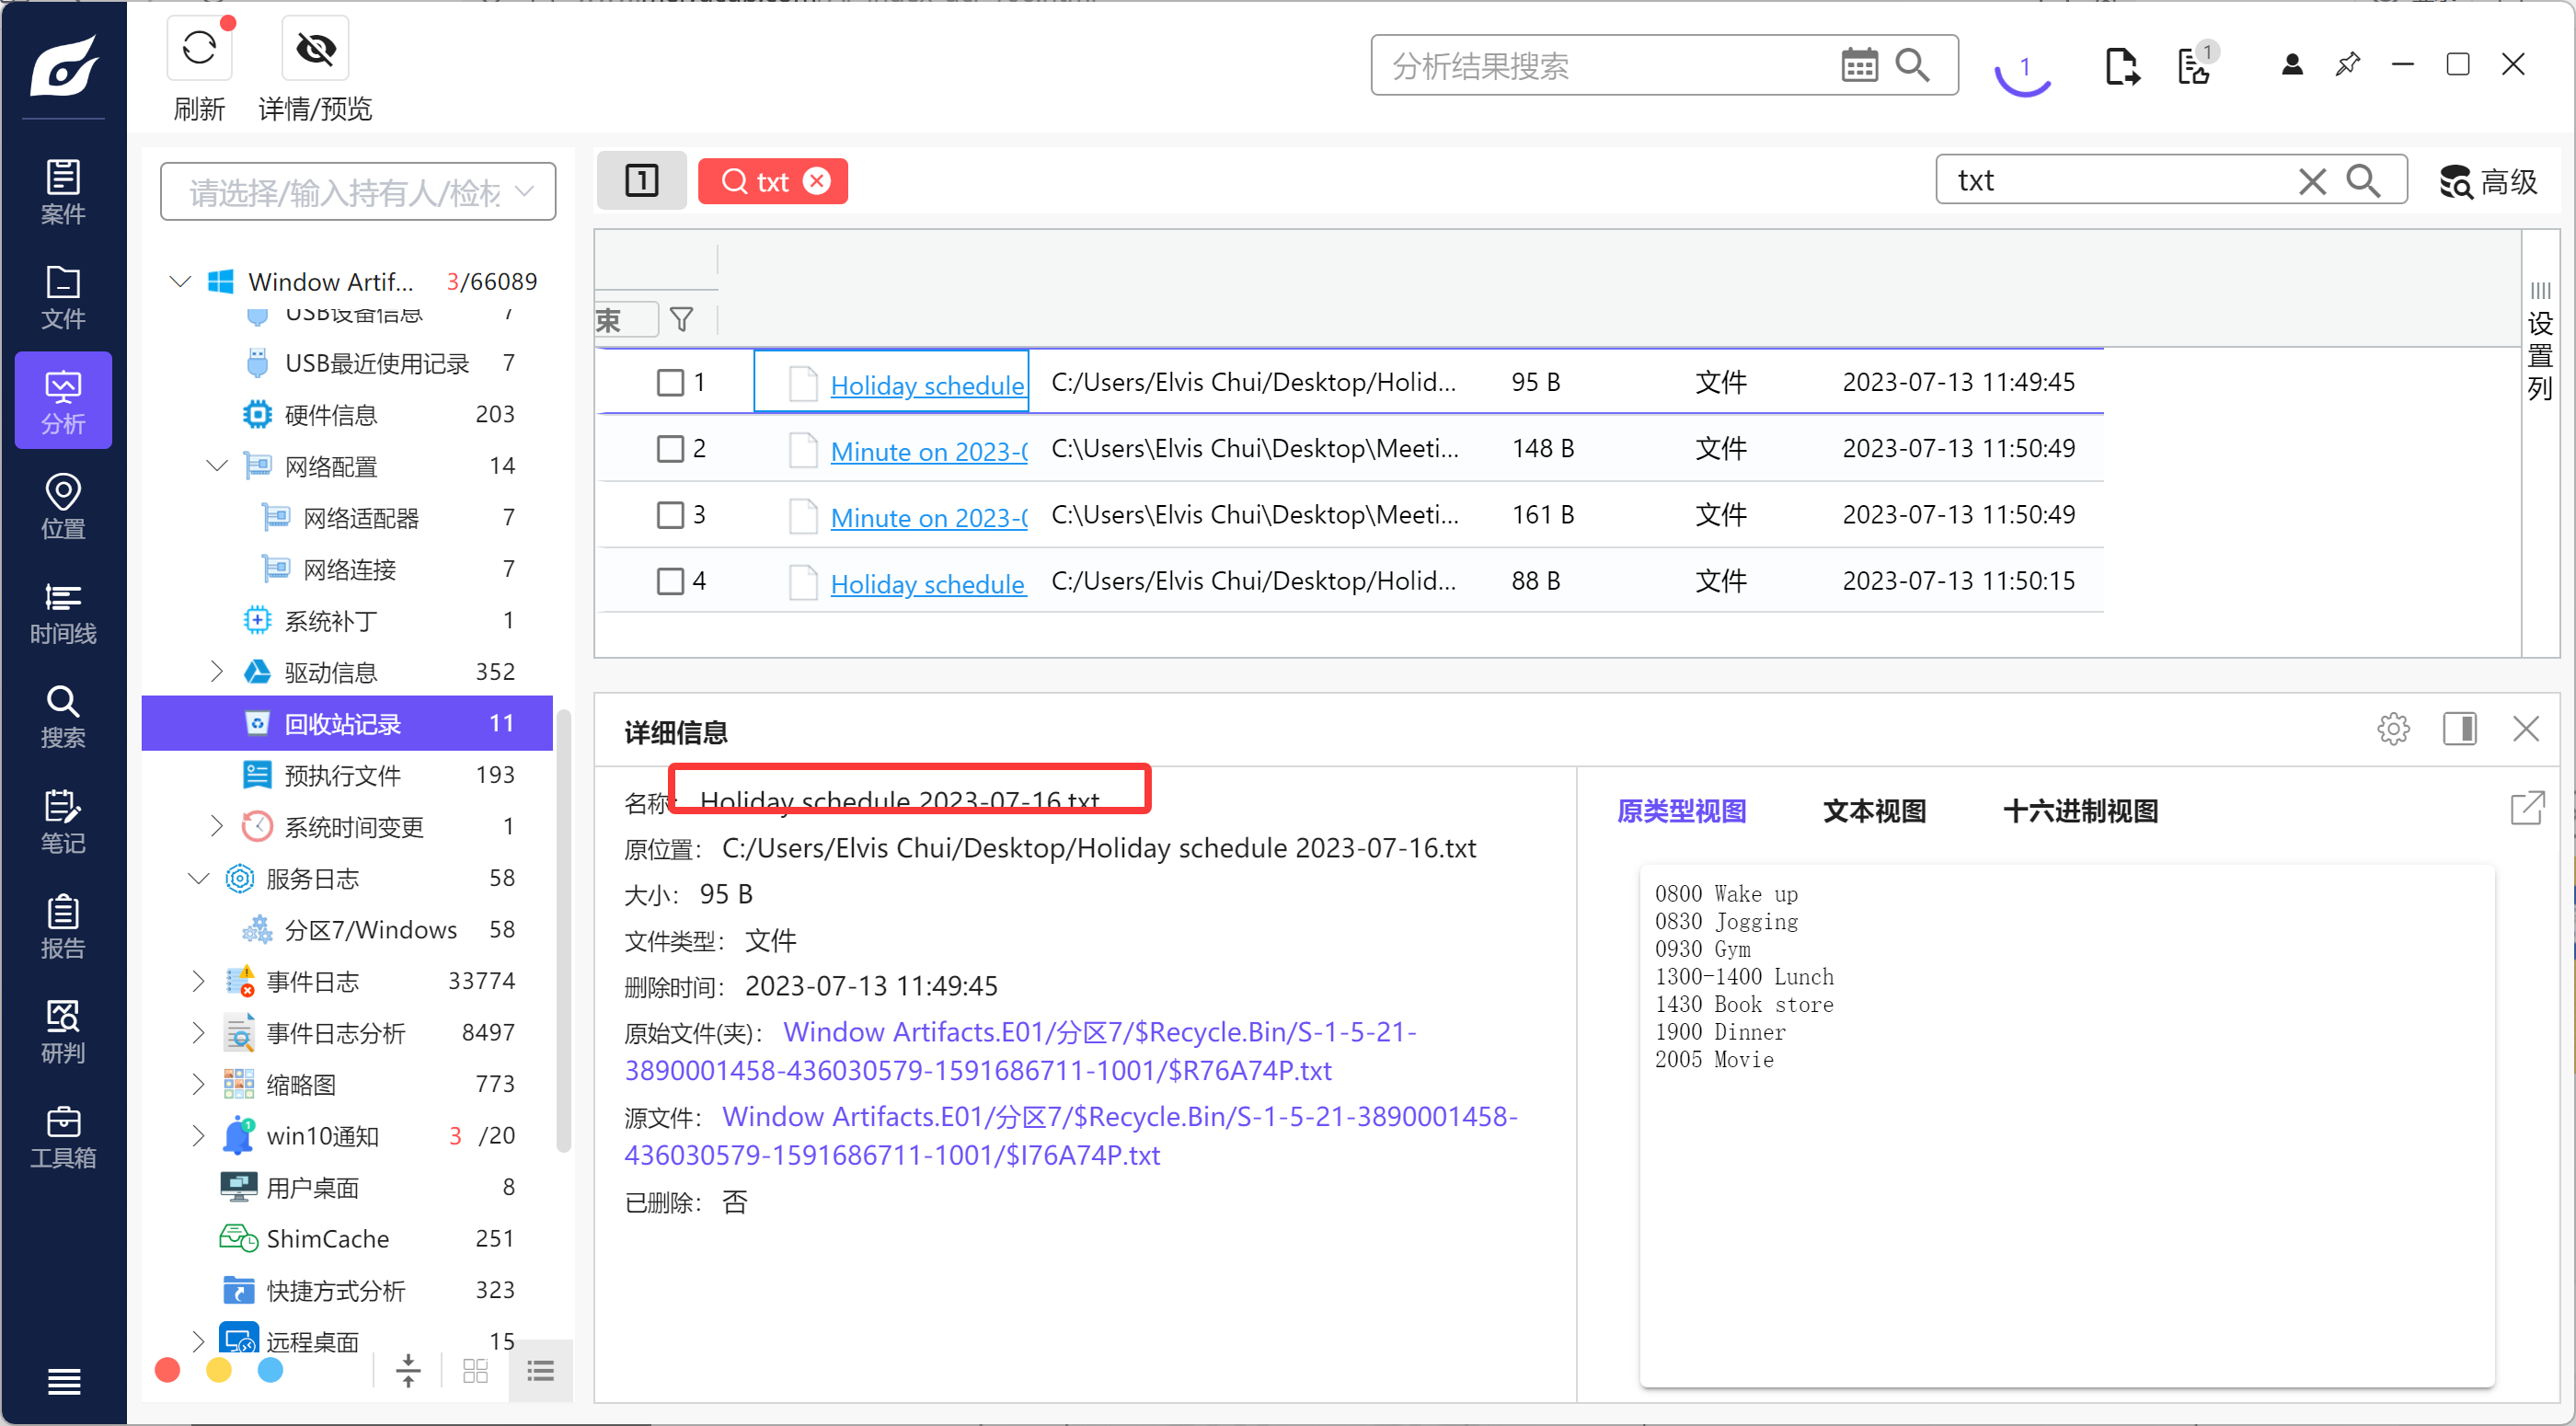 刷新
详情/预览
分析结果搜索
1
1
案件
文件
分析
位置
时间线
搜索
笔记
报告
研判
工具箱
请选择/输入持有人/检材
Window Artif... 3/66089
USB设备信息 7
USB最近使用记录 7
硬件信息 203
网络配置 14
网络适配器 7
网络连接 7
系统补丁 1
驱动信息 352
回收站记录 11
预执行文件 193
系统时间变更 1
服务日志 58
分区7/Windows 58
事件日志 33774
事件日志分析 8497
缩略图 773
win10通知 3 /20
用户桌面 8
ShimCache 251
快捷方式分析 323
远程桌面 15
1
txt
txt
高级
束
设置列
1 Holiday schedule C:/Users/Elvis Chui/Desktop/Holid... 95 B 文件 2023-07-13 11:49:45
2 Minute on 2023-0 C:\Users\Elvis Chui\Desktop\Meeti... 148 B 文件 2023-07-13 11:50:49
3 Minute on 2023-0 C:\Users\Elvis Chui\Desktop\Meeti... 161 B 文件 2023-07-13 11:50:49
4 Holiday schedule C:/Users/Elvis Chui/Desktop/Holid... 88 B 文件 2023-07-13 11:50:15
详细信息
名称: Holiday schedule 2023-07-16.txt
原位置: C:/Users/Elvis Chui/Desktop/Holiday schedule 2023-07-16.txt
大小: 95 B
文件类型: 文件
删除时间: 2023-07-13 11:49:45
原始文件(夹): Window Artifacts.E01/分区7/$Recycle.Bin/S-1-5-21-
3890001458-436030579-1591686711-1001/$R76A74P.txt
源文件: Window Artifacts.E01/分区7/$Recycle.Bin/S-1-5-21-3890001458-
436030579-1591686711-1001/$I76A74P.txt
已删除: 否
原类型视图
文本视图
十六进制视图
0800 Wake up
0830 Jogging
0930 Gym
1300-1400 Lunch
1430 Book store
1900 Dinner
2005 Movie